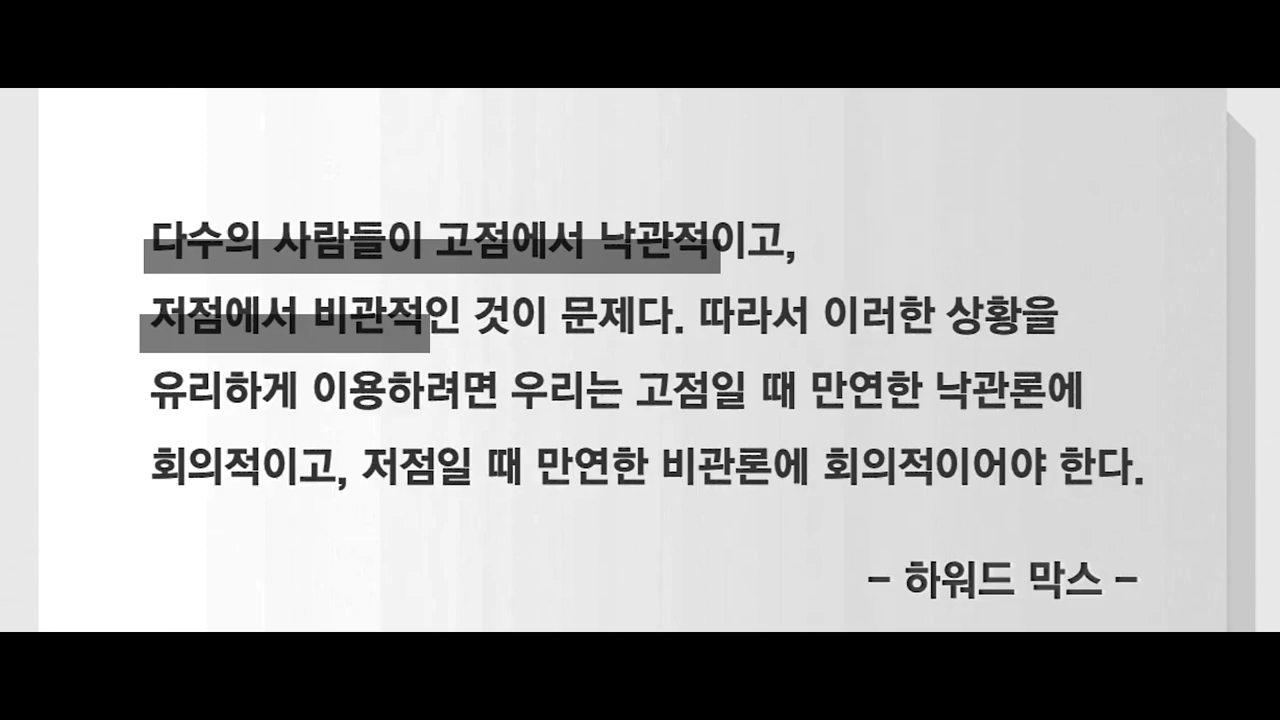 다수의 사람들이 고점에서 낙관적이고,
저점에서 비관적인 것이 문제다. 따라서 이러한 상황을
유리하게 이용하려면 우리는 고점일 때 만연한 낙관론에
회의적이고, 저점일 때 만연한 비관론에 회의적이어야 한다.
- 하워드 막스 -